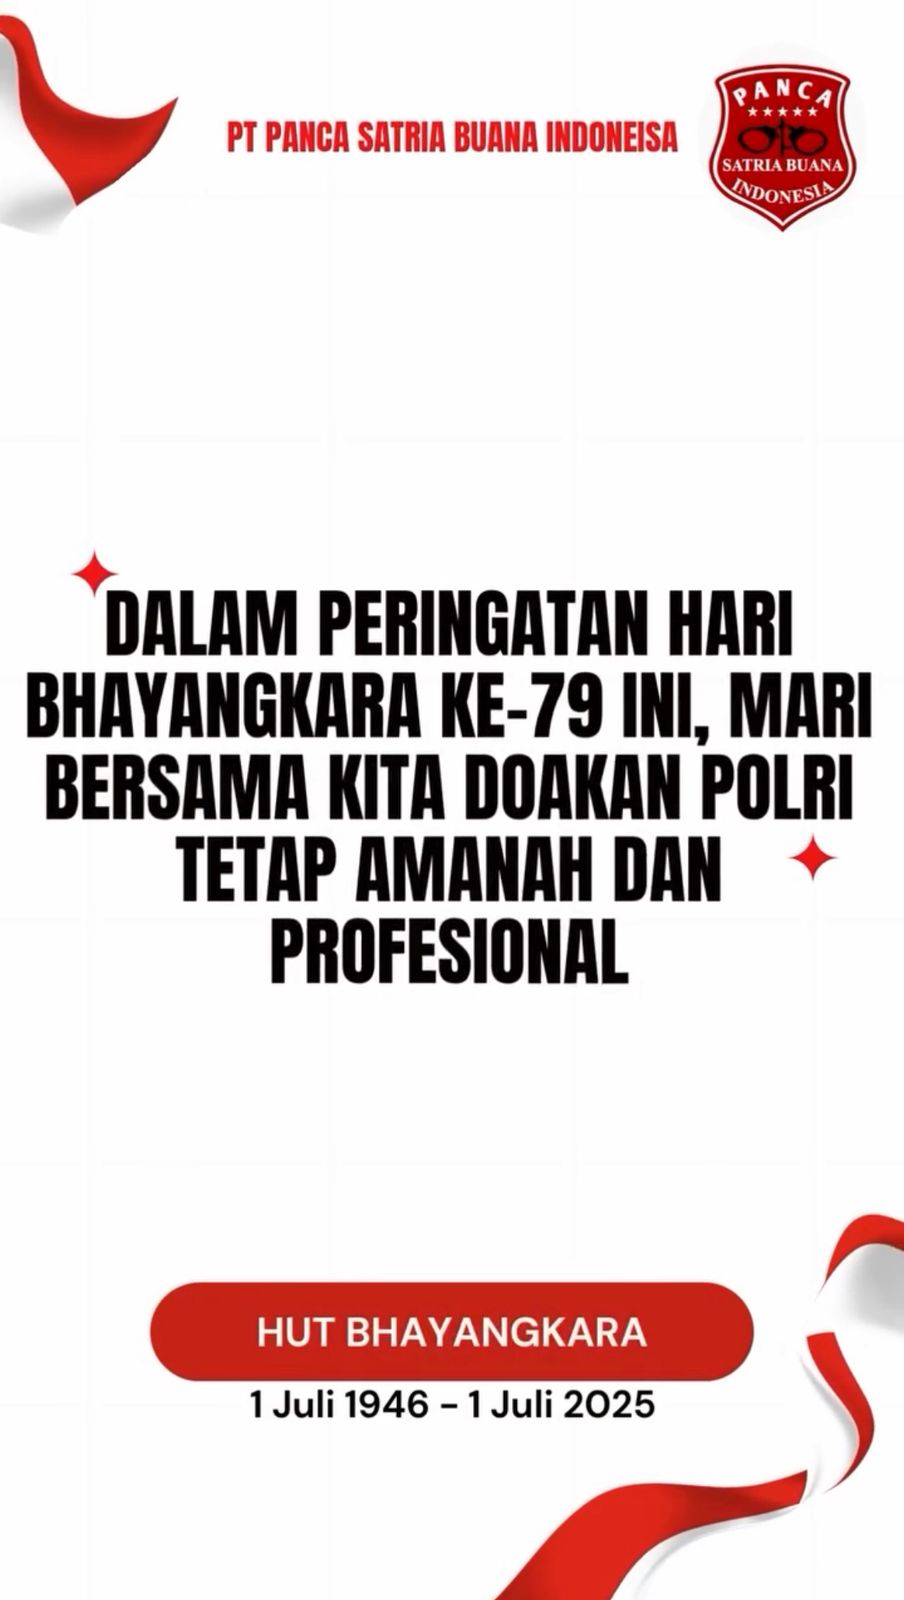 PT PANCA SATRIA BUANA INDONEISA
PANCA
SATRIA BUANA
INDONESIA
DALAM PERINGATAN HARI
BHAYANGKARA KE-79 INI, MARI
BERSAMA KITA DOAKAN POLRI
TETAP AMANAH DAN
PROFESIONAL
HUT BHAYANGKARA
1 Juli 1946 - 1 Juli 2025